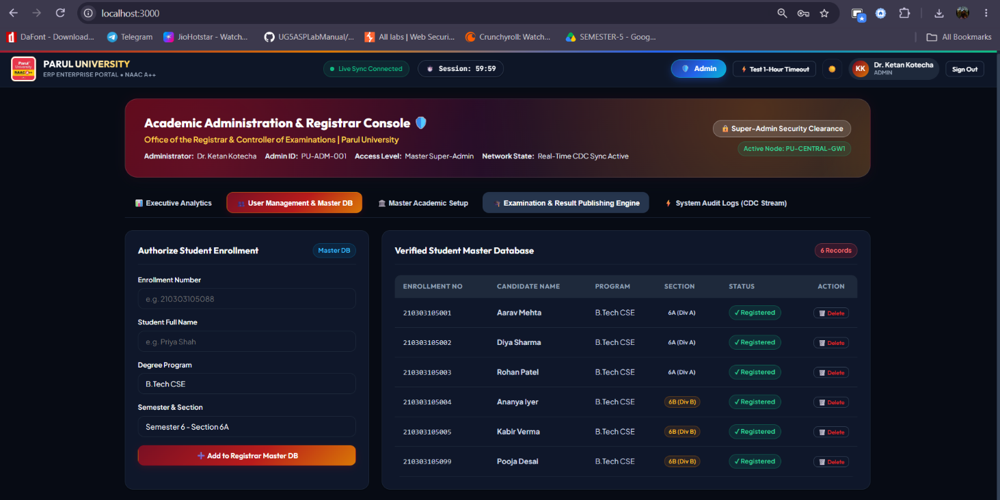 localhost:3000
DaFont - Download...
Telegram
JioHotstar - Watch...
UG5ASPLabManual/...
All labs | Web Securi...
Crunchyroll: Watch...
SEMESTER-5 - Goog...
All Bookmarks
Parul®
University
NAAC A++
PARUL UNIVERSITY
ERP ENTERPRISE PORTAL • NAAC A++
Live Sync Connected
Session: 59:59
Admin
Test 1-Hour Timeout
KK
Dr. Ketan Kotecha
ADMIN
Sign Out
Academic Administration & Registrar Console
Office of the Registrar & Controller of Examinations | Parul University
Administrator: Dr. Ketan Kotecha Admin ID: PU-ADM-001 Access Level: Master Super-Admin Network State: Real-Time CDC Sync Active
Super-Admin Security Clearance
Active Node: PU-CENTRAL-GW1
Executive Analytics
User Management & Master DB
Master Academic Setup
Examination & Result Publishing Engine
System Audit Logs (CDC Stream)
Authorize Student Enrollment
Master DB
Enrollment Number
e.g. 210303105088
Student Full Name
e.g. Priya Shah
Degree Program
B.Tech CSE
Semester & Section
Semester 6 - Section 6A
Add to Registrar Master DB
Verified Student Master Database
6 Records
ENROLLMENT NO CANDIDATE NAME PROGRAM SECTION STATUS ACTION
210303105001 Aarav Mehta B.Tech CSE 6A (Div A) ✓ Registered Delete
210303105002 Diya Sharma B.Tech CSE 6A (Div A) ✓ Registered Delete
210303105003 Rohan Patel B.Tech CSE 6A (Div A) ✓ Registered Delete
210303105004 Ananya Iyer B.Tech CSE 6B (Div B) ✓ Registered Delete
210303105005 Kabir Verma B.Tech CSE 6B (Div B) ✓ Registered Delete
210303105099 Pooja Desai B.Tech CSE 6B (Div B) ✓ Registered Delete